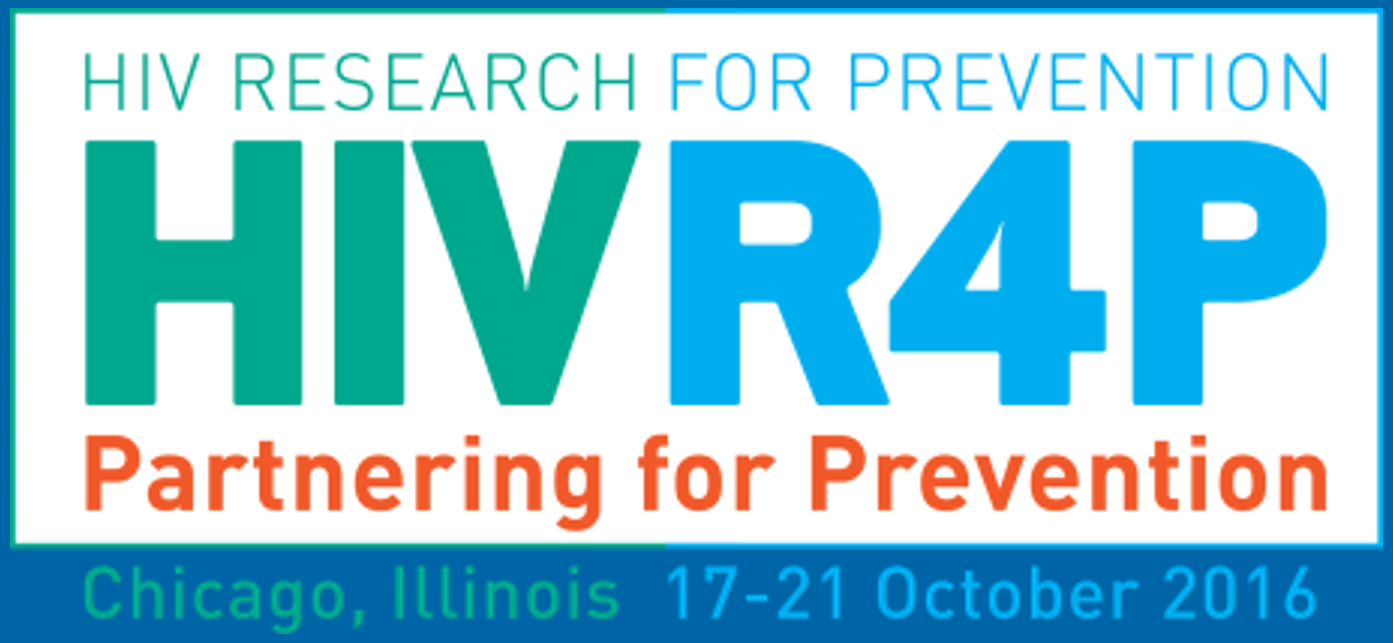 HIV RESEARCH FOR PREVENTION
HIVR4P
Partnering for Prevention
Chicago, Illinois 17-21 October 2016